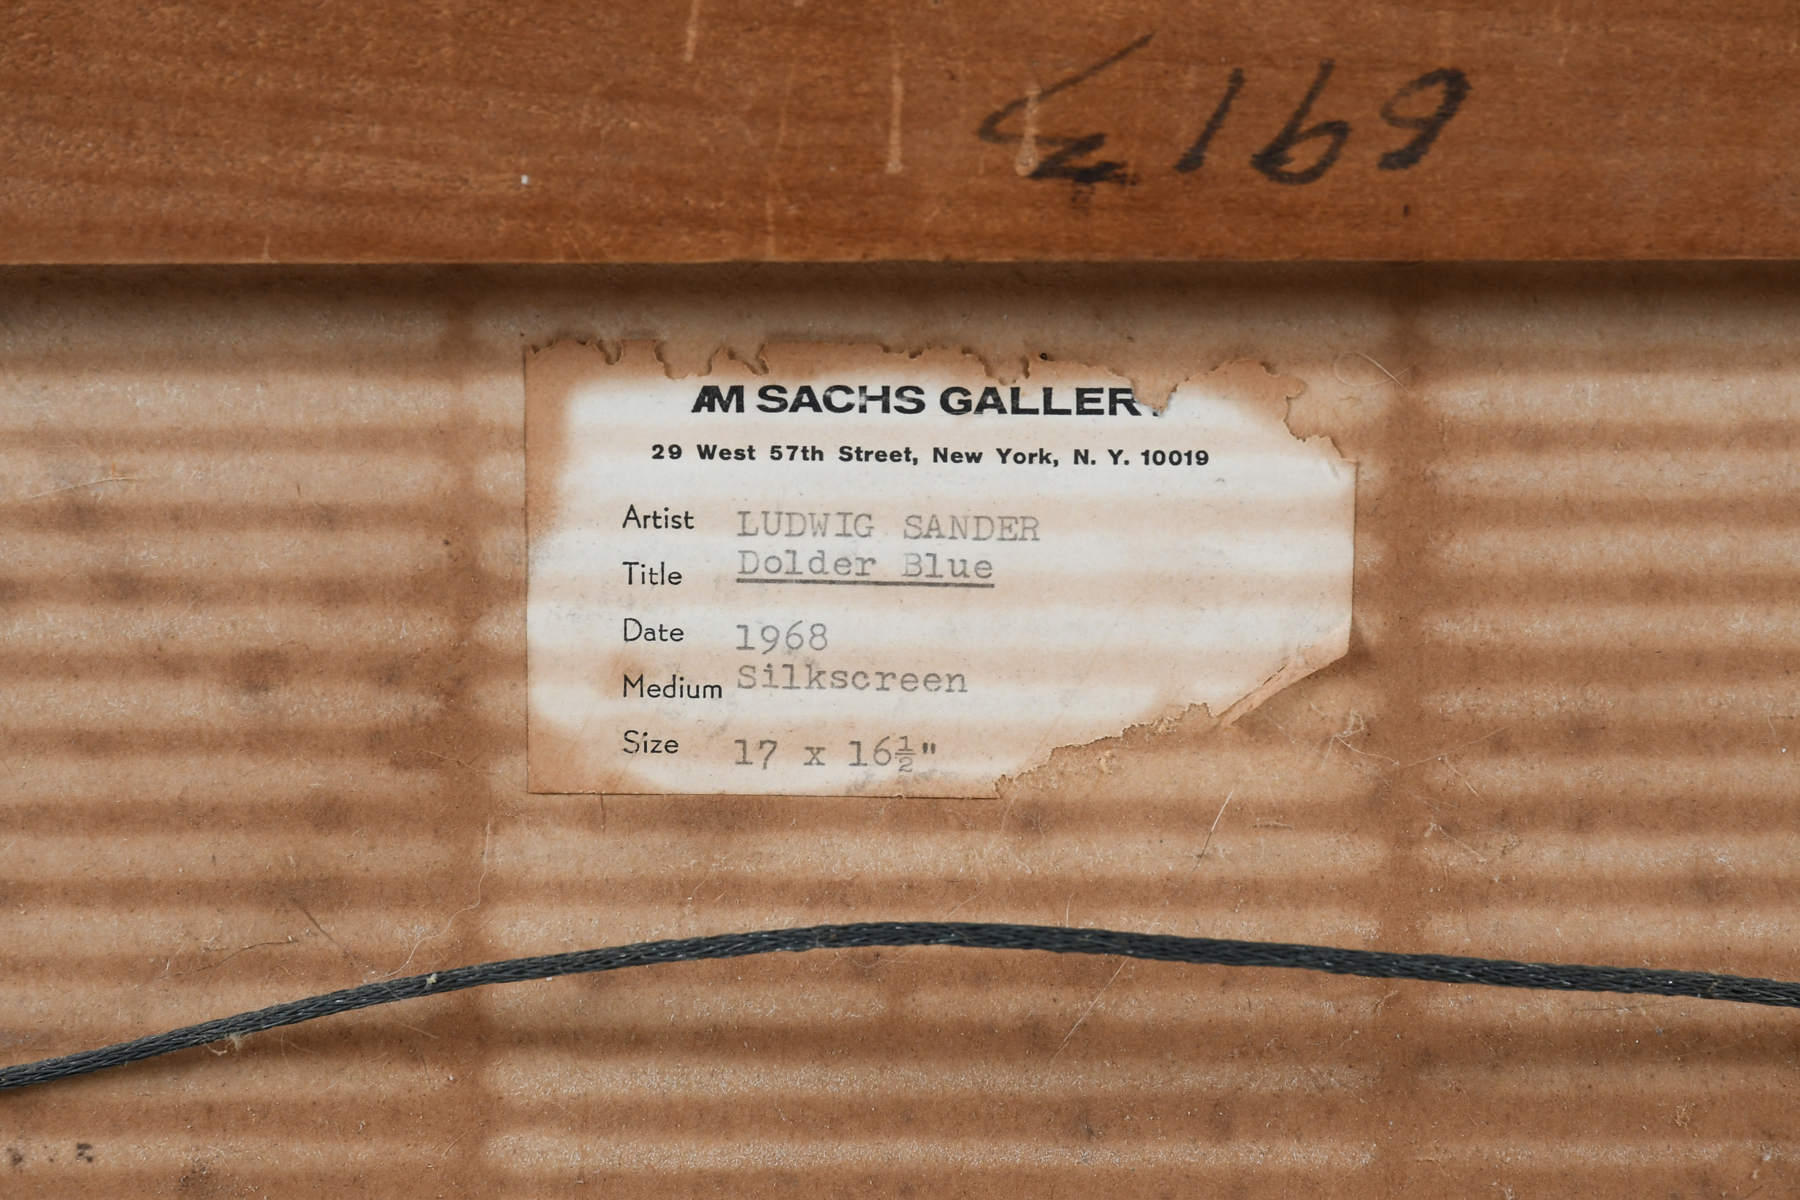 AM SACHS GALLERY
29 West 57th Street, New York, N. Y. 10019
Artist LUDWIG SANDER
Title Dolder Blue
Date 1968
Medium Silkscreen
Size 17 x 16½"